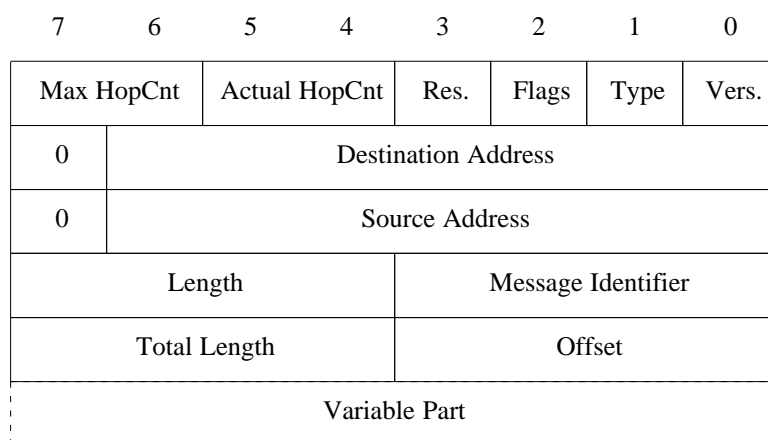 7 6 5 4 3 2 1 0
Max HopCnt Actual HopCnt Res. Flags Type Vers.
0 Destination Address
0 Source Address
Length Message Identifier
Total Length Offset
Variable Part